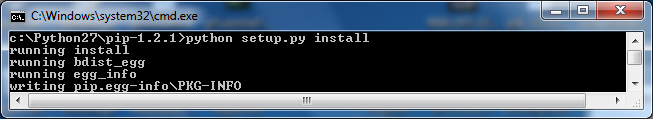 C:\Windows\system32\cmd.exe
c:\Python27\pip-1.2.1>python setup.py install
running install
running bdist_egg
running egg_info
writing pip.egg-info\PKG-INFO